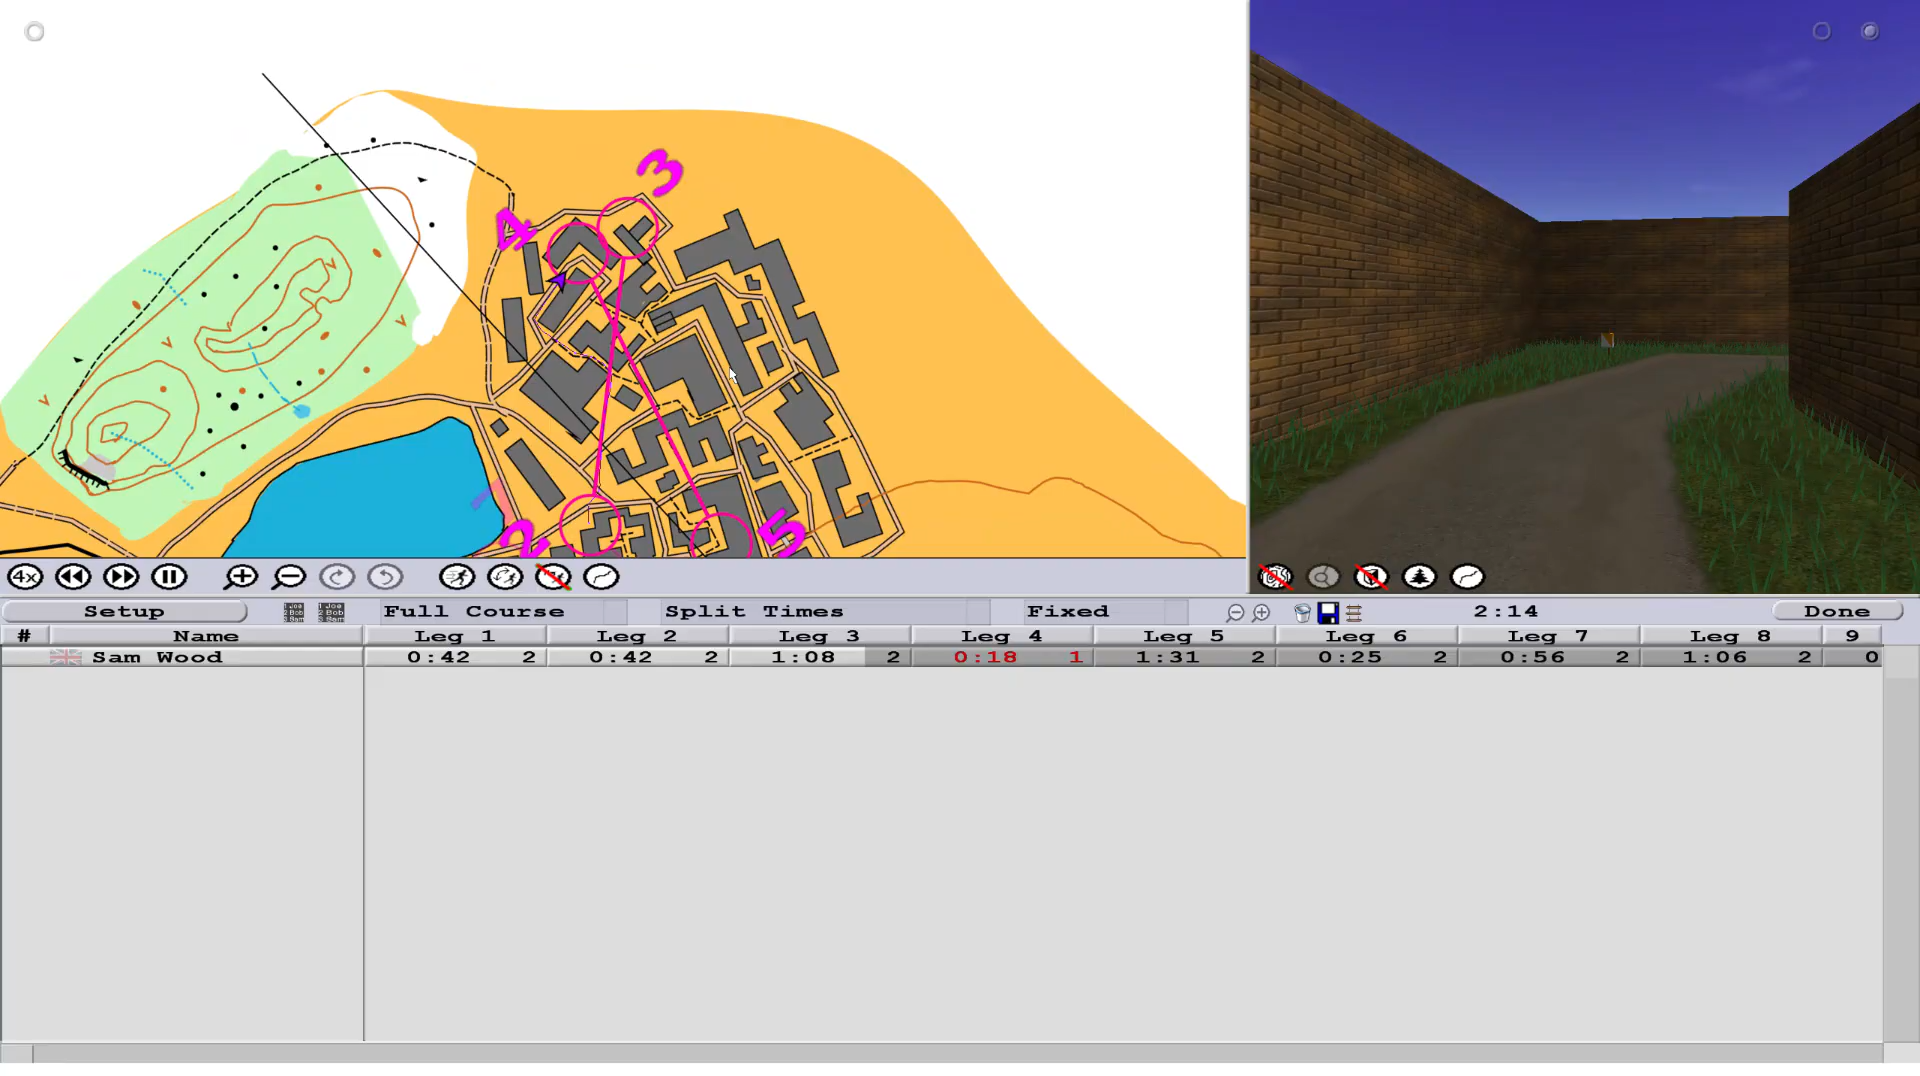 3
4
2
5
4x
Setup Full Course Split Times Fixed 2:14 Done
# Name Leg 1 Leg 2 Leg 3 Leg 4 Leg 5 Leg 6 Leg 7 Leg 8 9
Sam Wood 0:42 2 0:42 2 1:08 2 0:18 1 1:31 2 0:25 2 0:56 2 1:06 2 0